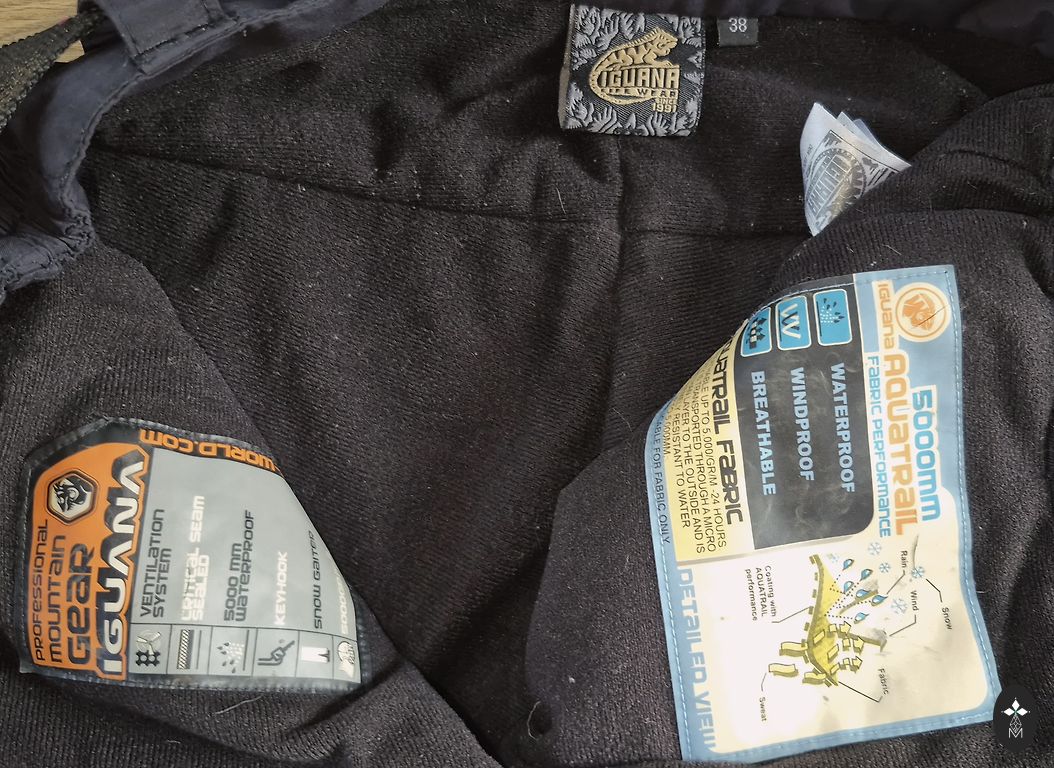 38
IGUANA
LIFE WEAR
SINCE
1991
IGUANA
5000mm
AQUATRAIL
FABRIC PERFORMANCE
WATERPROOF
WINDPROOF
BREATHABLE
FABRIC
UP TO 5.000/GR/M -24 HOURS
TRANSPORTED THROUGH A MICRO
LAYER TO THE OUTSIDE AND IS
RESISTANT TO WATER
FOR FABRIC ONLY
DETAILED VIEW
Rain
Wind
Snow
Coating with
AQUATRAIL
performance
Fabric
Sweat
WORLD.COM
PROFESSIONAL
MOUNTAIN
GEAR
IGUANA
VENTILATION
SYSTEM
CRITICAL SEAM
SEALED
5000 MM
WATERPROOF
KEYHOOK
SNOW GAITER
M